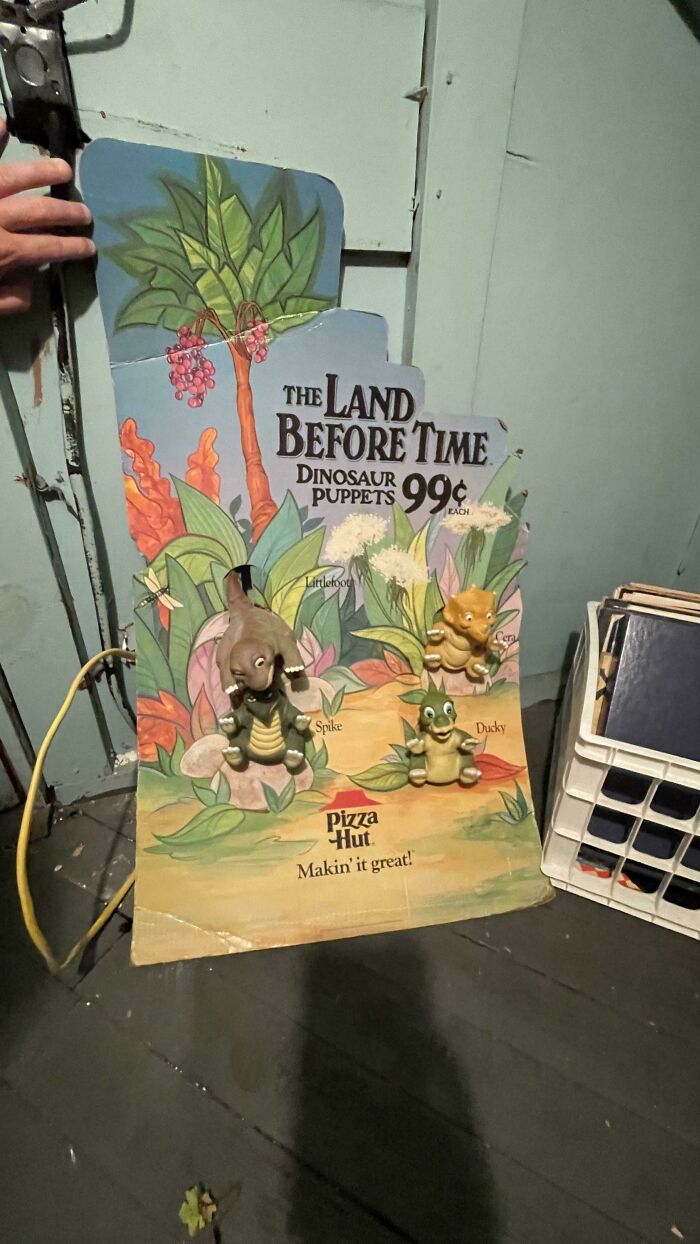 THE LAND
BEFORE TIME
DINOSAUR
PUPPETS 99¢
EACH
Littlefoot
Cera
Spike
Ducky
Pizza
Hut
Makin' it great!